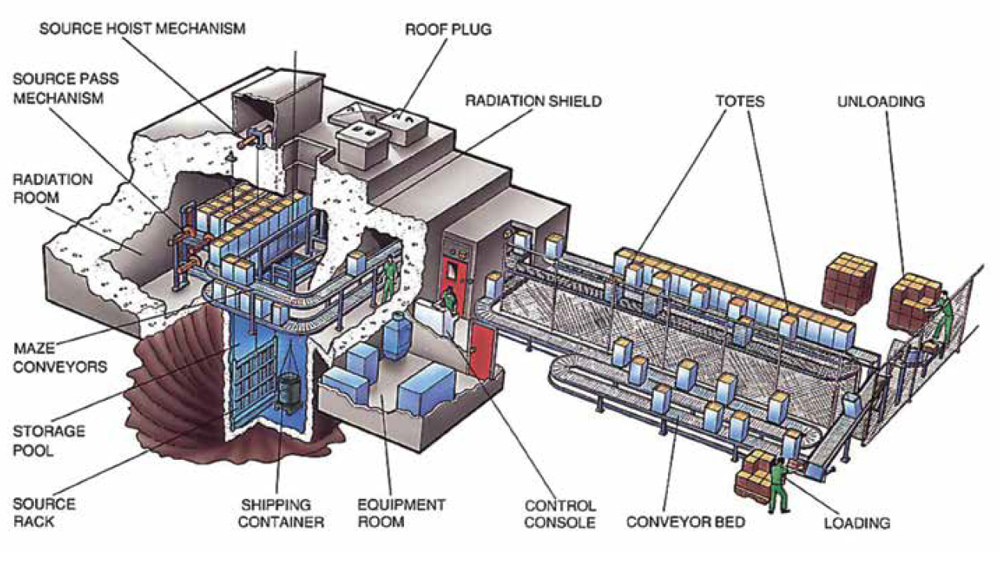 SOURCE HOIST MECHANISM
ROOF PLUG
SOURCE PASS
MECHANISM
RADIATION SHIELD
TOTES
UNLOADING
RADIATION
ROOM
MAZE
CONVEYORS
STORAGE
POOL
SOURCE
RACK
SHIPPING
CONTAINER
EQUIPMENT
ROOM
CONTROL
CONSOLE
CONVEYOR BED
LOADING